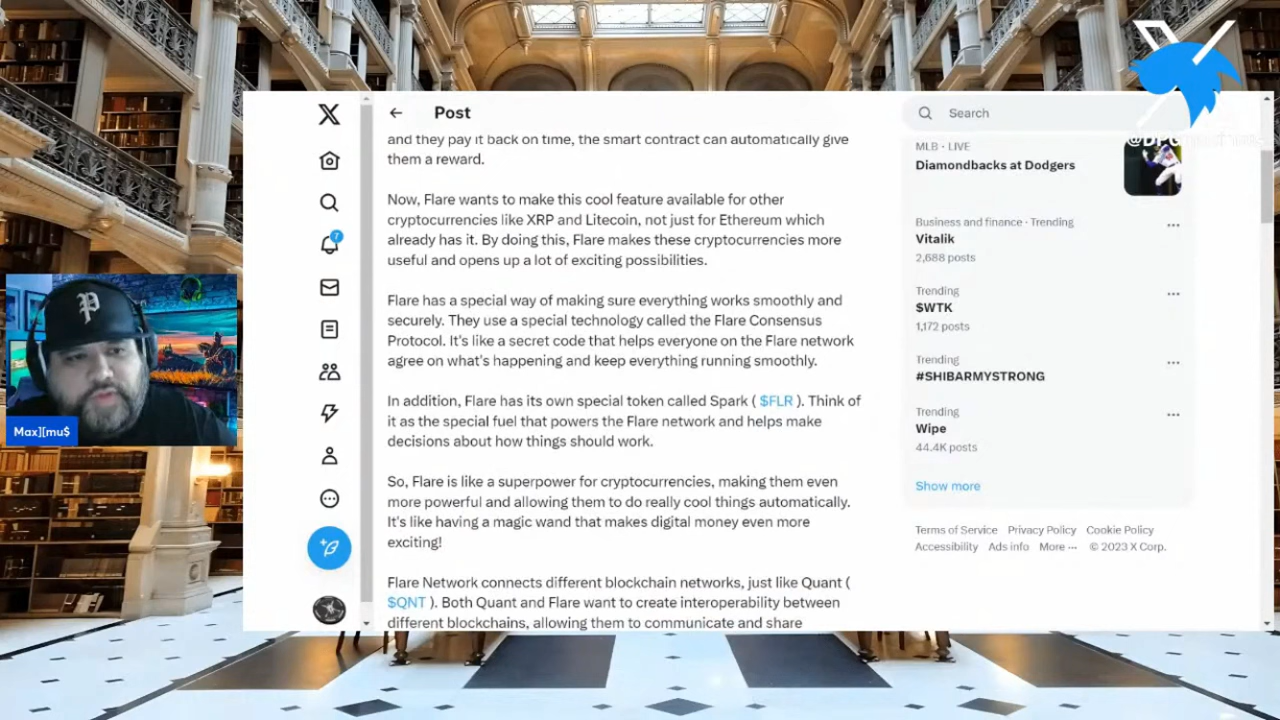 Post
and they pay it back on time, the smart contract can automatically give
them a reward.
Now, Flare wants to make this cool feature available for other
cryptocurrencies like XRP and Litecoin, not just for Ethereum which
already has it. By doing this, Flare makes these cryptocurrencies more
useful and opens up a lot of exciting possibilities.
Flare has a special way of making sure everything works smoothly and
securely. They use a special technology called the Flare Consensus
Protocol. It's like a secret code that helps everyone on the Flare network
agree on what's happening and keep everything running smoothly.
In addition, Flare has its own special token called Spark ( $FLR ). Think of
it as the special fuel that powers the Flare network and helps make
decisions about how things should work.
So, Flare is like a superpower for cryptocurrencies, making them even
more powerful and allowing them to do really cool things automatically.
It's like having a magic wand that makes digital money even more
exciting!
Flare Network connects different blockchain networks, just like Quant (
$QNT ). Both Quant and Flare want to create interoperability between
different blockchains, allowing them to communicate and share
Search
MLB · LIVE
Diamondbacks at Dodgers
Business and finance · Trending
Vitalik
2,688 posts
Trending
$WTK
1,172 posts
Trending
#SHIBARMYSTRONG
Trending
Wipe
44.4K posts
Show more
Terms of Service Privacy Policy Cookie Policy
Accessibility Ads info More ··· © 2023 X Corp.
7
P
Max][mu$